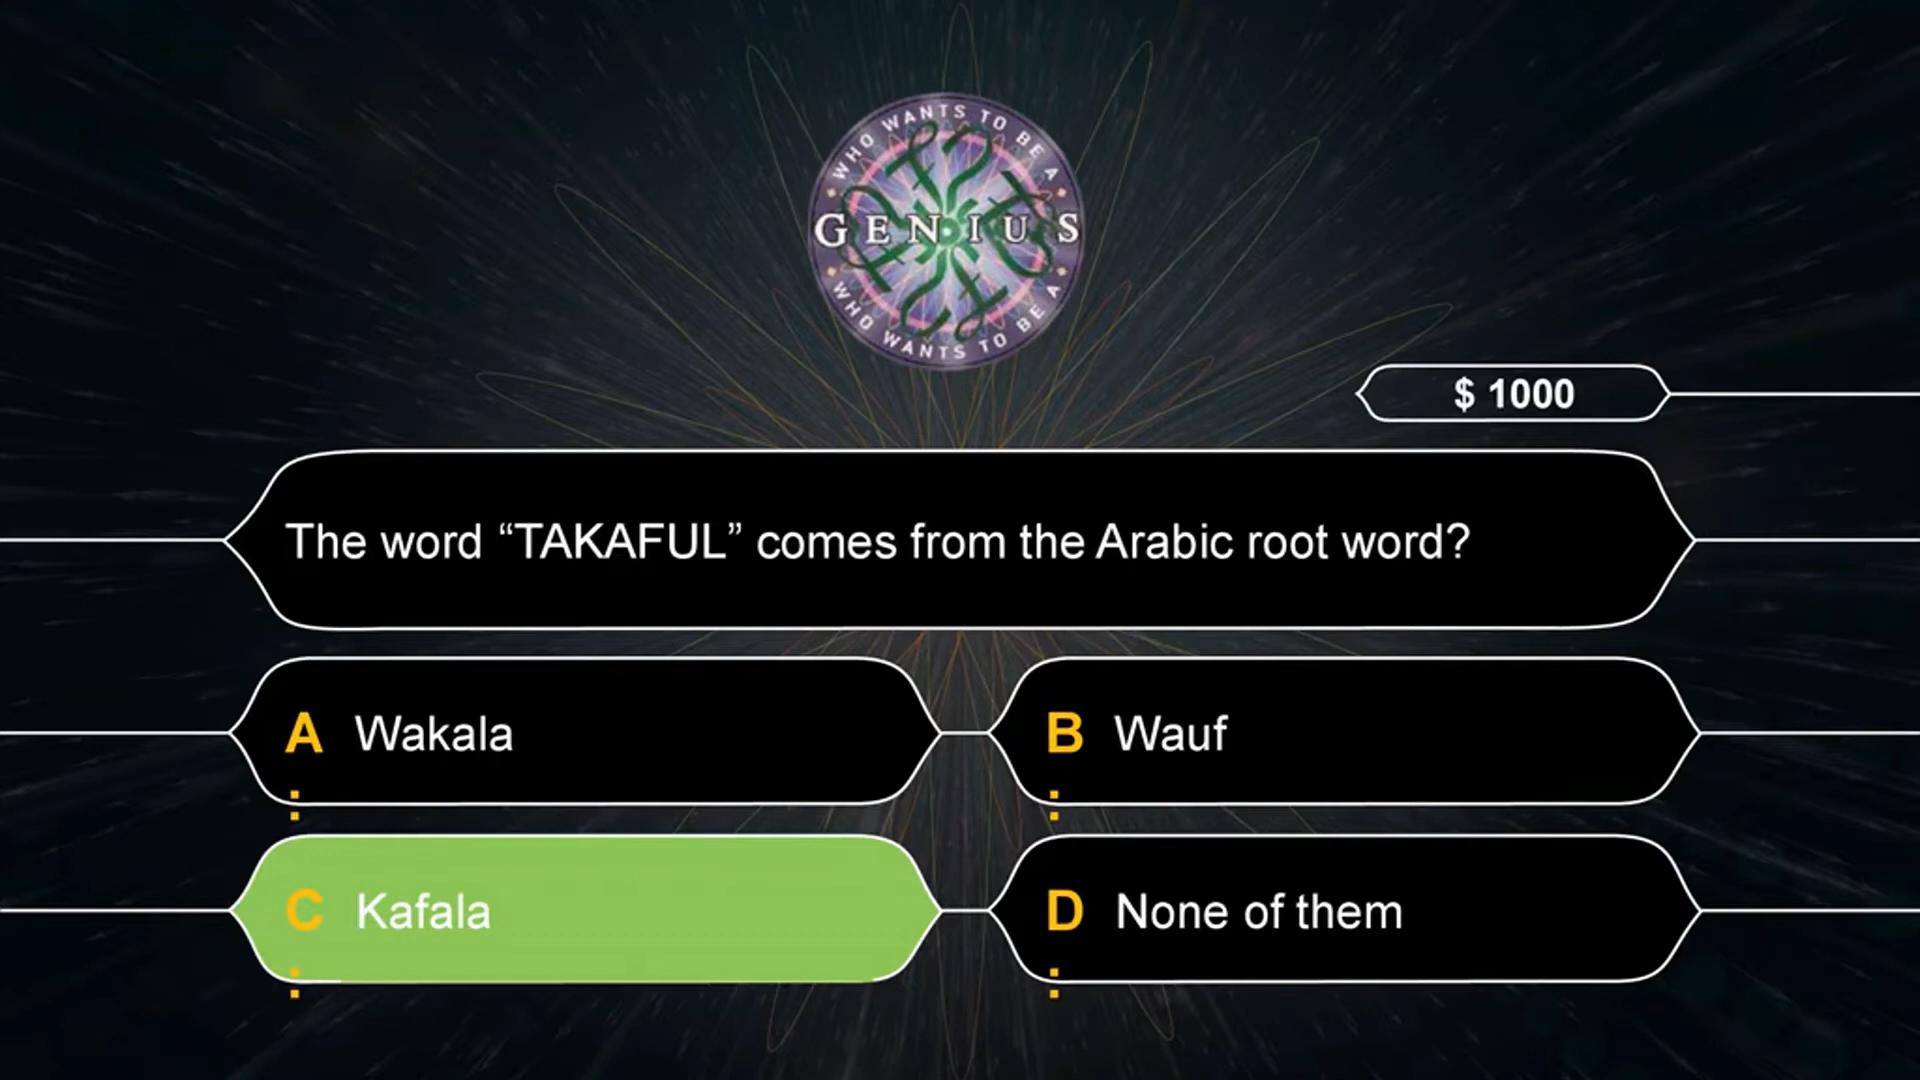 WHO WANTS TO BE A
GENIUS
WHO WANTS TO BE A
$ 1000
The word “TAKAFUL” comes from the Arabic root word?
A: Wakala
B: Wauf
C: Kafala
D: None of them